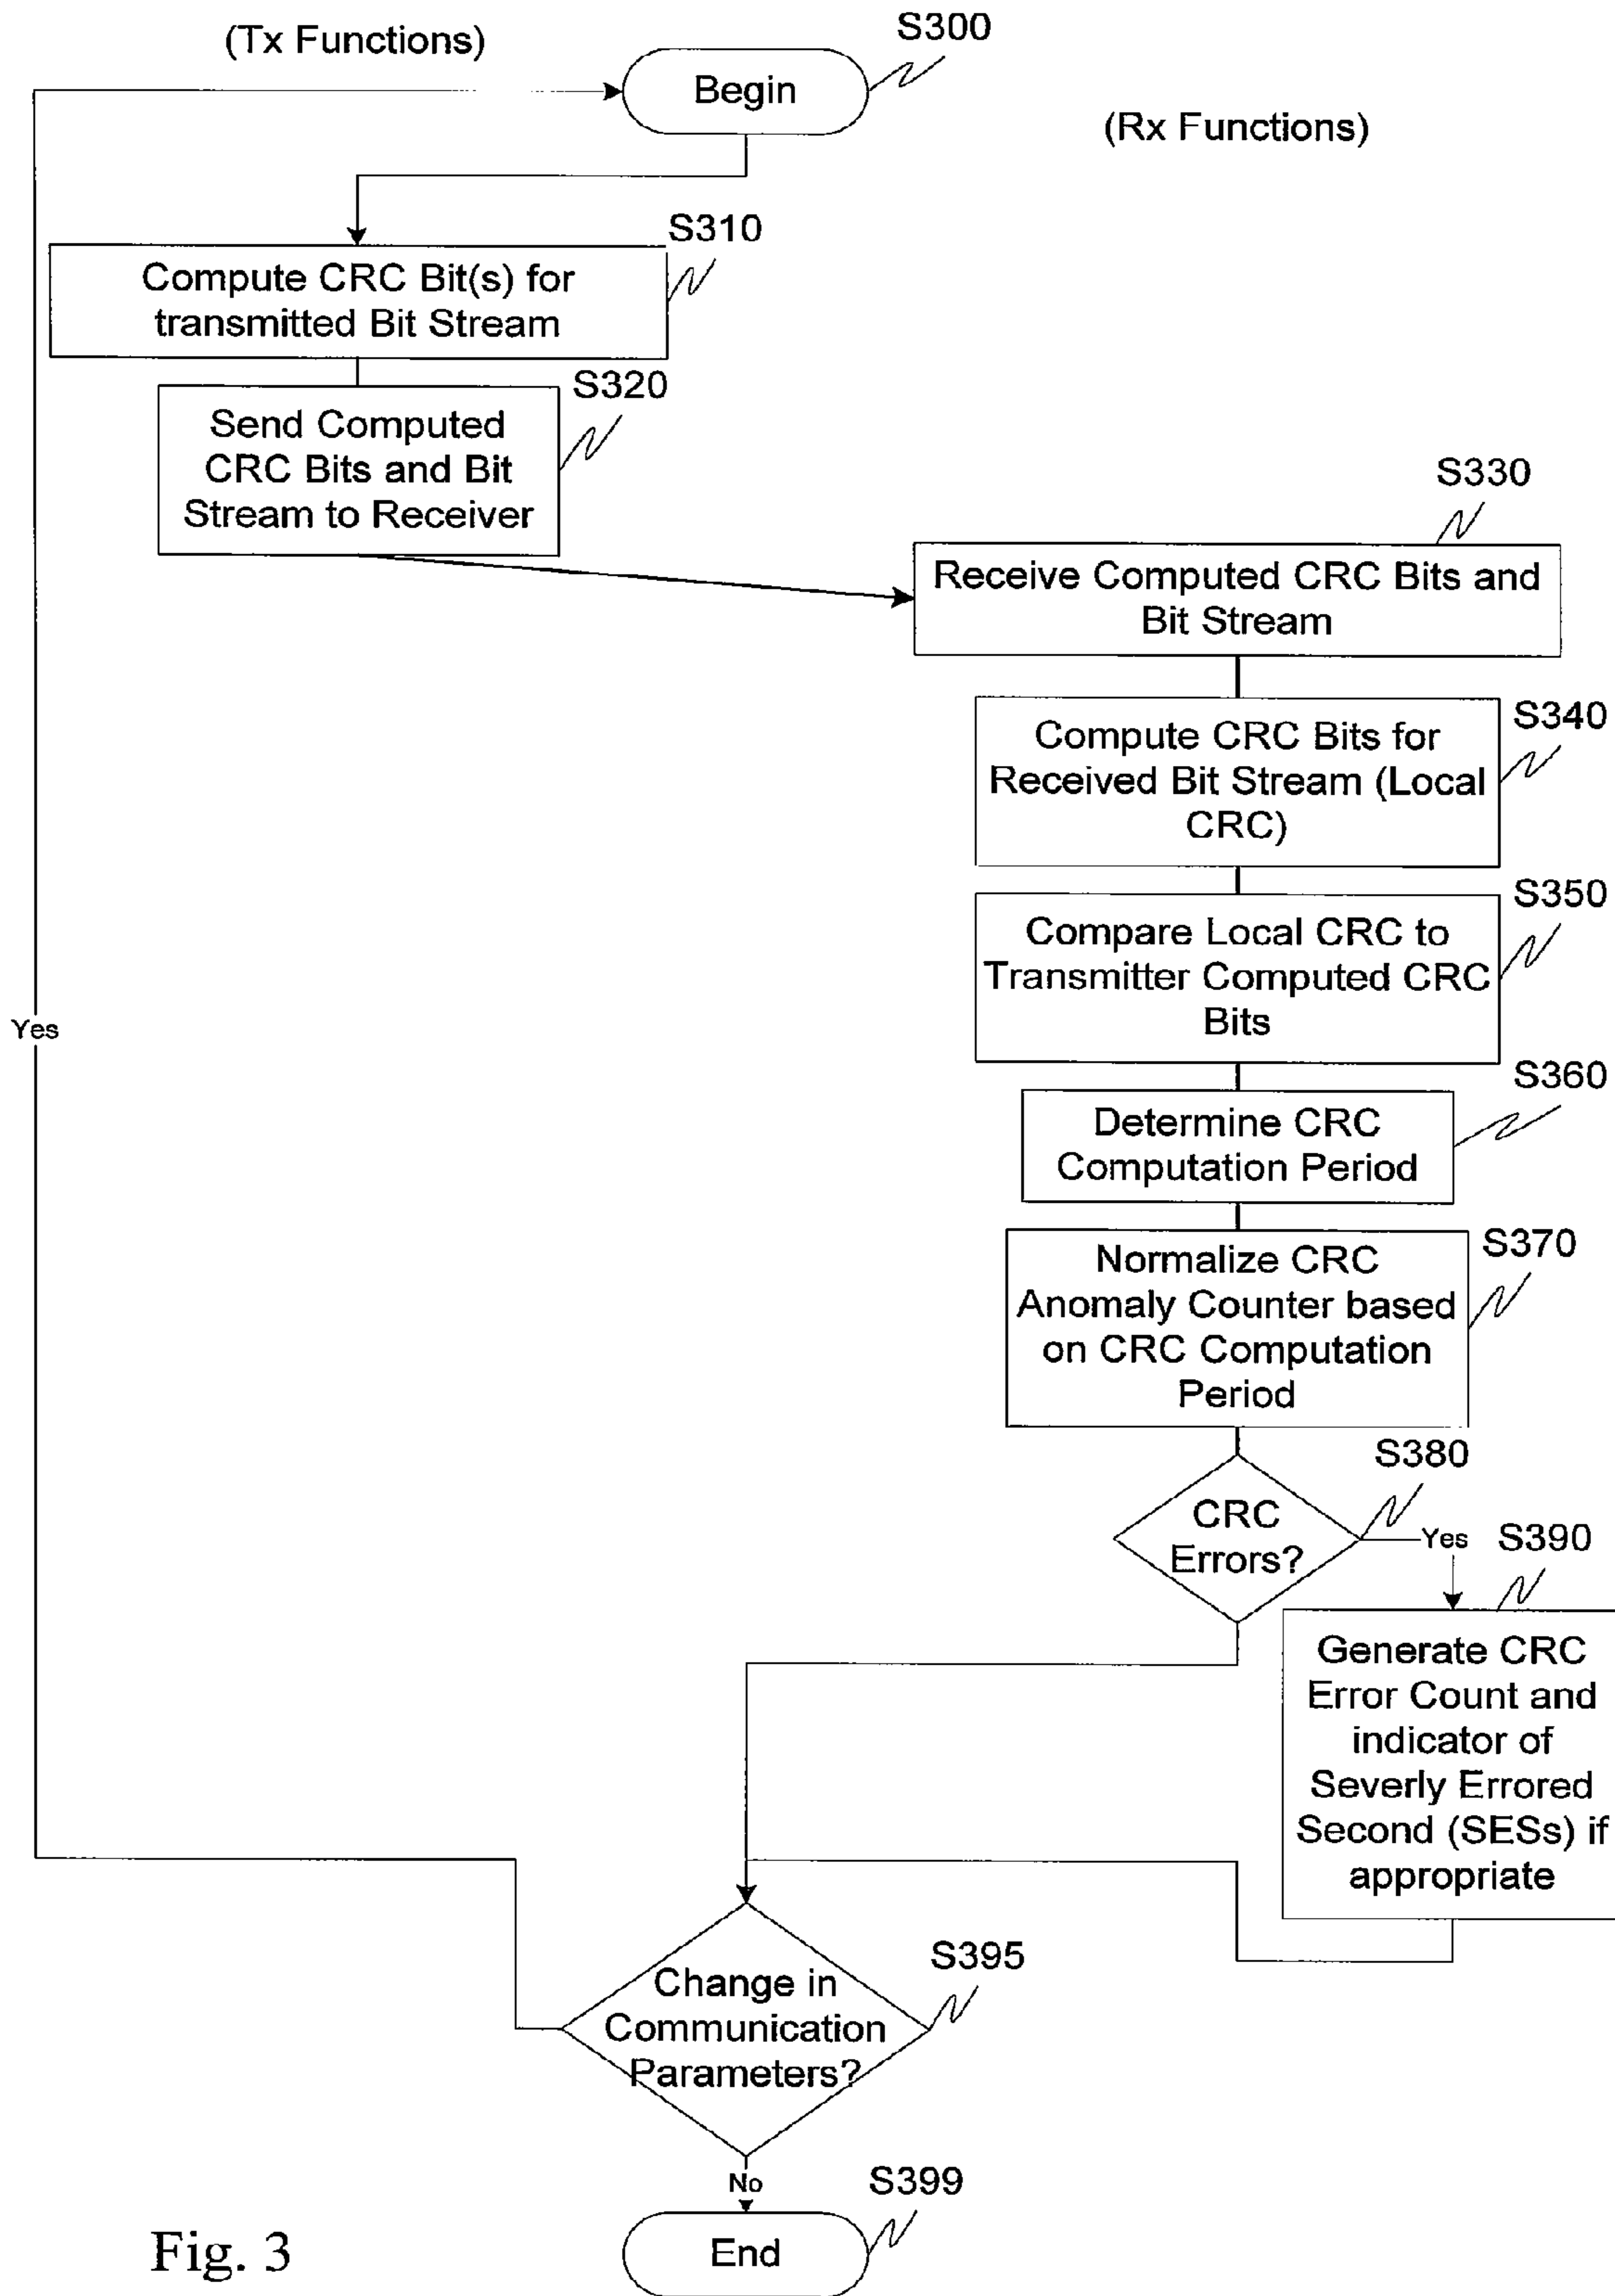 (Tx Functions)
S300
Begin
(Rx Functions)
S310
Compute CRC Bit(s) for
transmitted Bit Stream
S320
Send Computed
CRC Bits and Bit
Stream to Receiver
S330
Receive Computed CRC Bits and
Bit Stream
S340
Compute CRC Bits for
Received Bit Stream (Local
CRC)
S350
Compare Local CRC to
Transmitter Computed CRC
Bits
Yes
S360
Determine CRC
Computation Period
S370
Normalize CRC
Anomaly Counter based
on CRC Computation
Period
S380
CRC
Errors?
Yes
S390
Generate CRC
Error Count and
indicator of
Severly Errored
Second (SESs) if
appropriate
S395
Change in
Communication
Parameters?
No
S399
End
Fig. 3